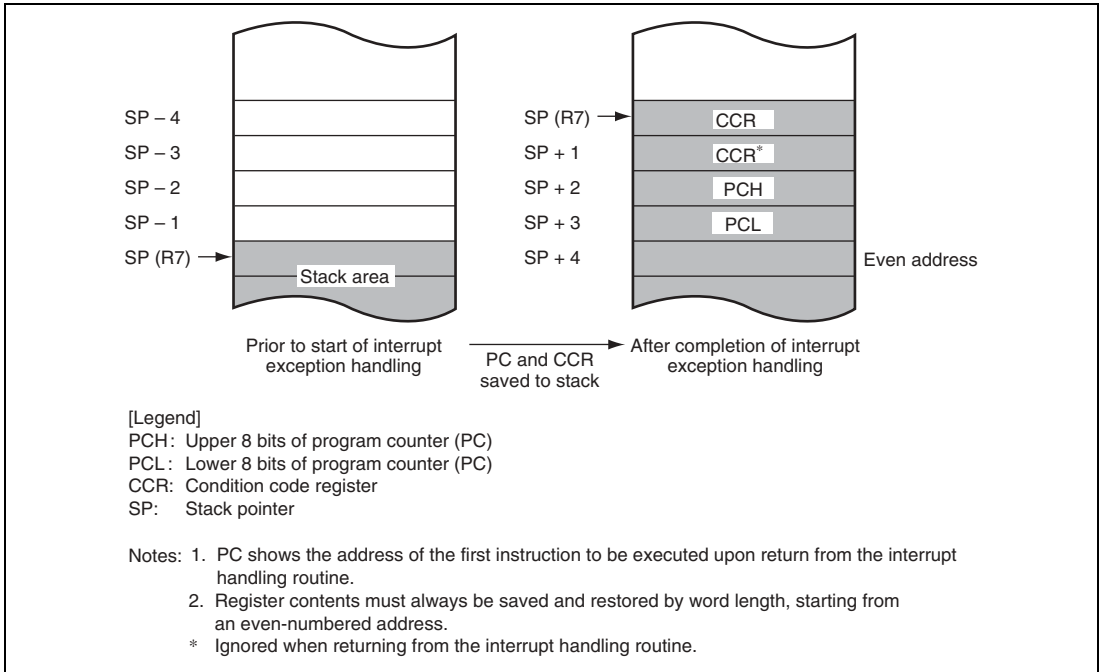 SP – 4
SP – 3
SP – 2
SP – 1
SP (R7)
Stack area
SP (R7)
SP + 1
SP + 2
SP + 3
SP + 4
CCR
CCR*
PCH
PCL
Even address
Prior to start of interrupt
exception handling
PC and CCR
saved to stack
After completion of interrupt
exception handling
[Legend]
PCH: Upper 8 bits of program counter (PC)
PCL: Lower 8 bits of program counter (PC)
CCR: Condition code register
SP: Stack pointer
Notes: 1. PC shows the address of the first instruction to be executed upon return from the interrupt
handling routine.
2. Register contents must always be saved and restored by word length, starting from
an even-numbered address.
* Ignored when returning from the interrupt handling routine.